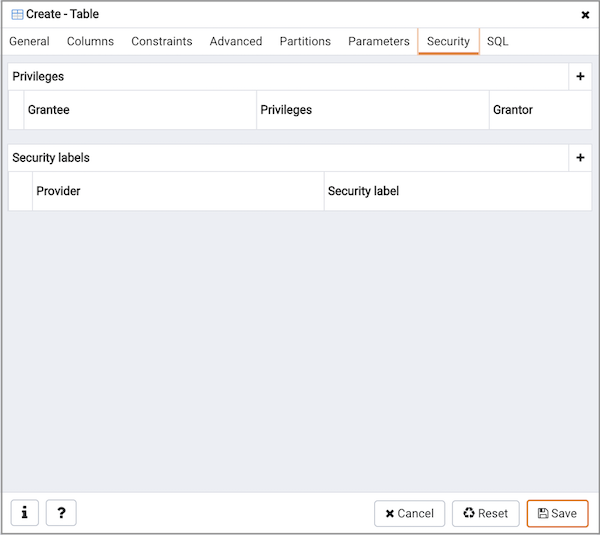 Create - Table
General Columns Constraints Advanced Partitions Parameters Security SQL
Privileges
Grantee Privileges Grantor
Security labels
Provider Security label
i ? Cancel Reset Save